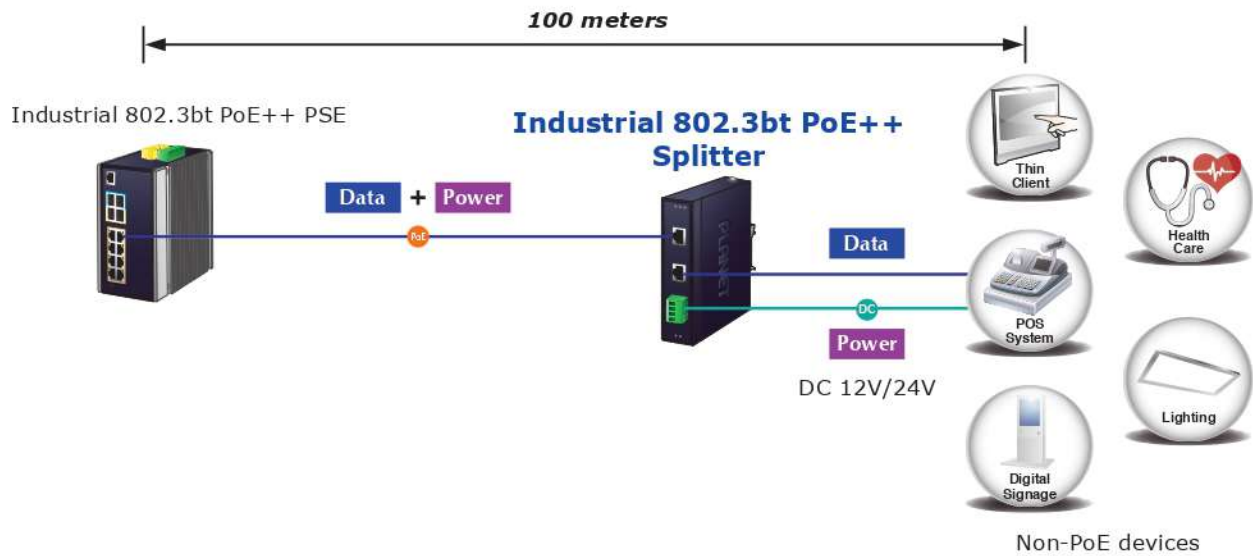 100 meters
Industrial 802.3bt PoE++ PSE
Industrial 802.3bt PoE++
Splitter
Data + Power
PoE
PLANET
Data
DC
Power
DC 12V/24V
Thin
Client
Health
Care
POS
System
Lighting
Digital
Signage
Non-PoE devices